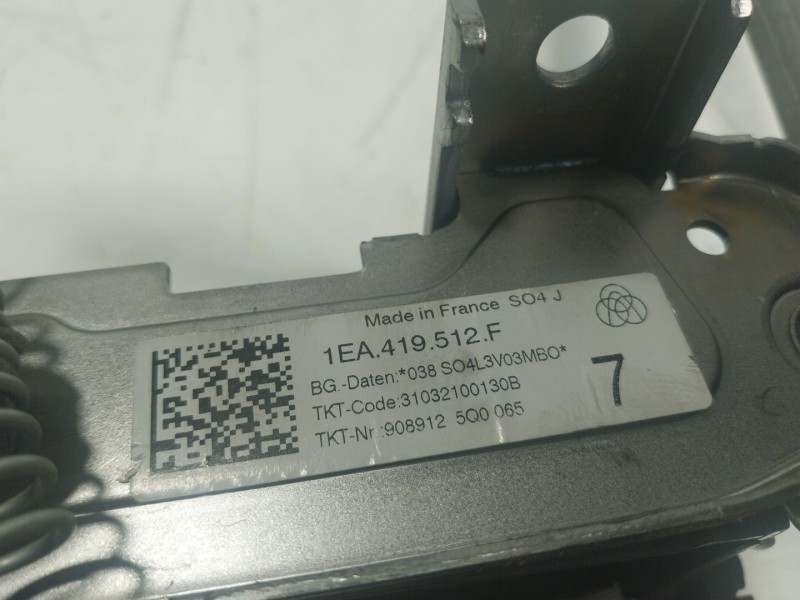 Made in France SO4 J
1EA.419.512.F
BG.-Daten:*038 SO4L3V03MBO*
TKT-Code:31032100130B
TKT-Nr.:908912 5Q0 065
7